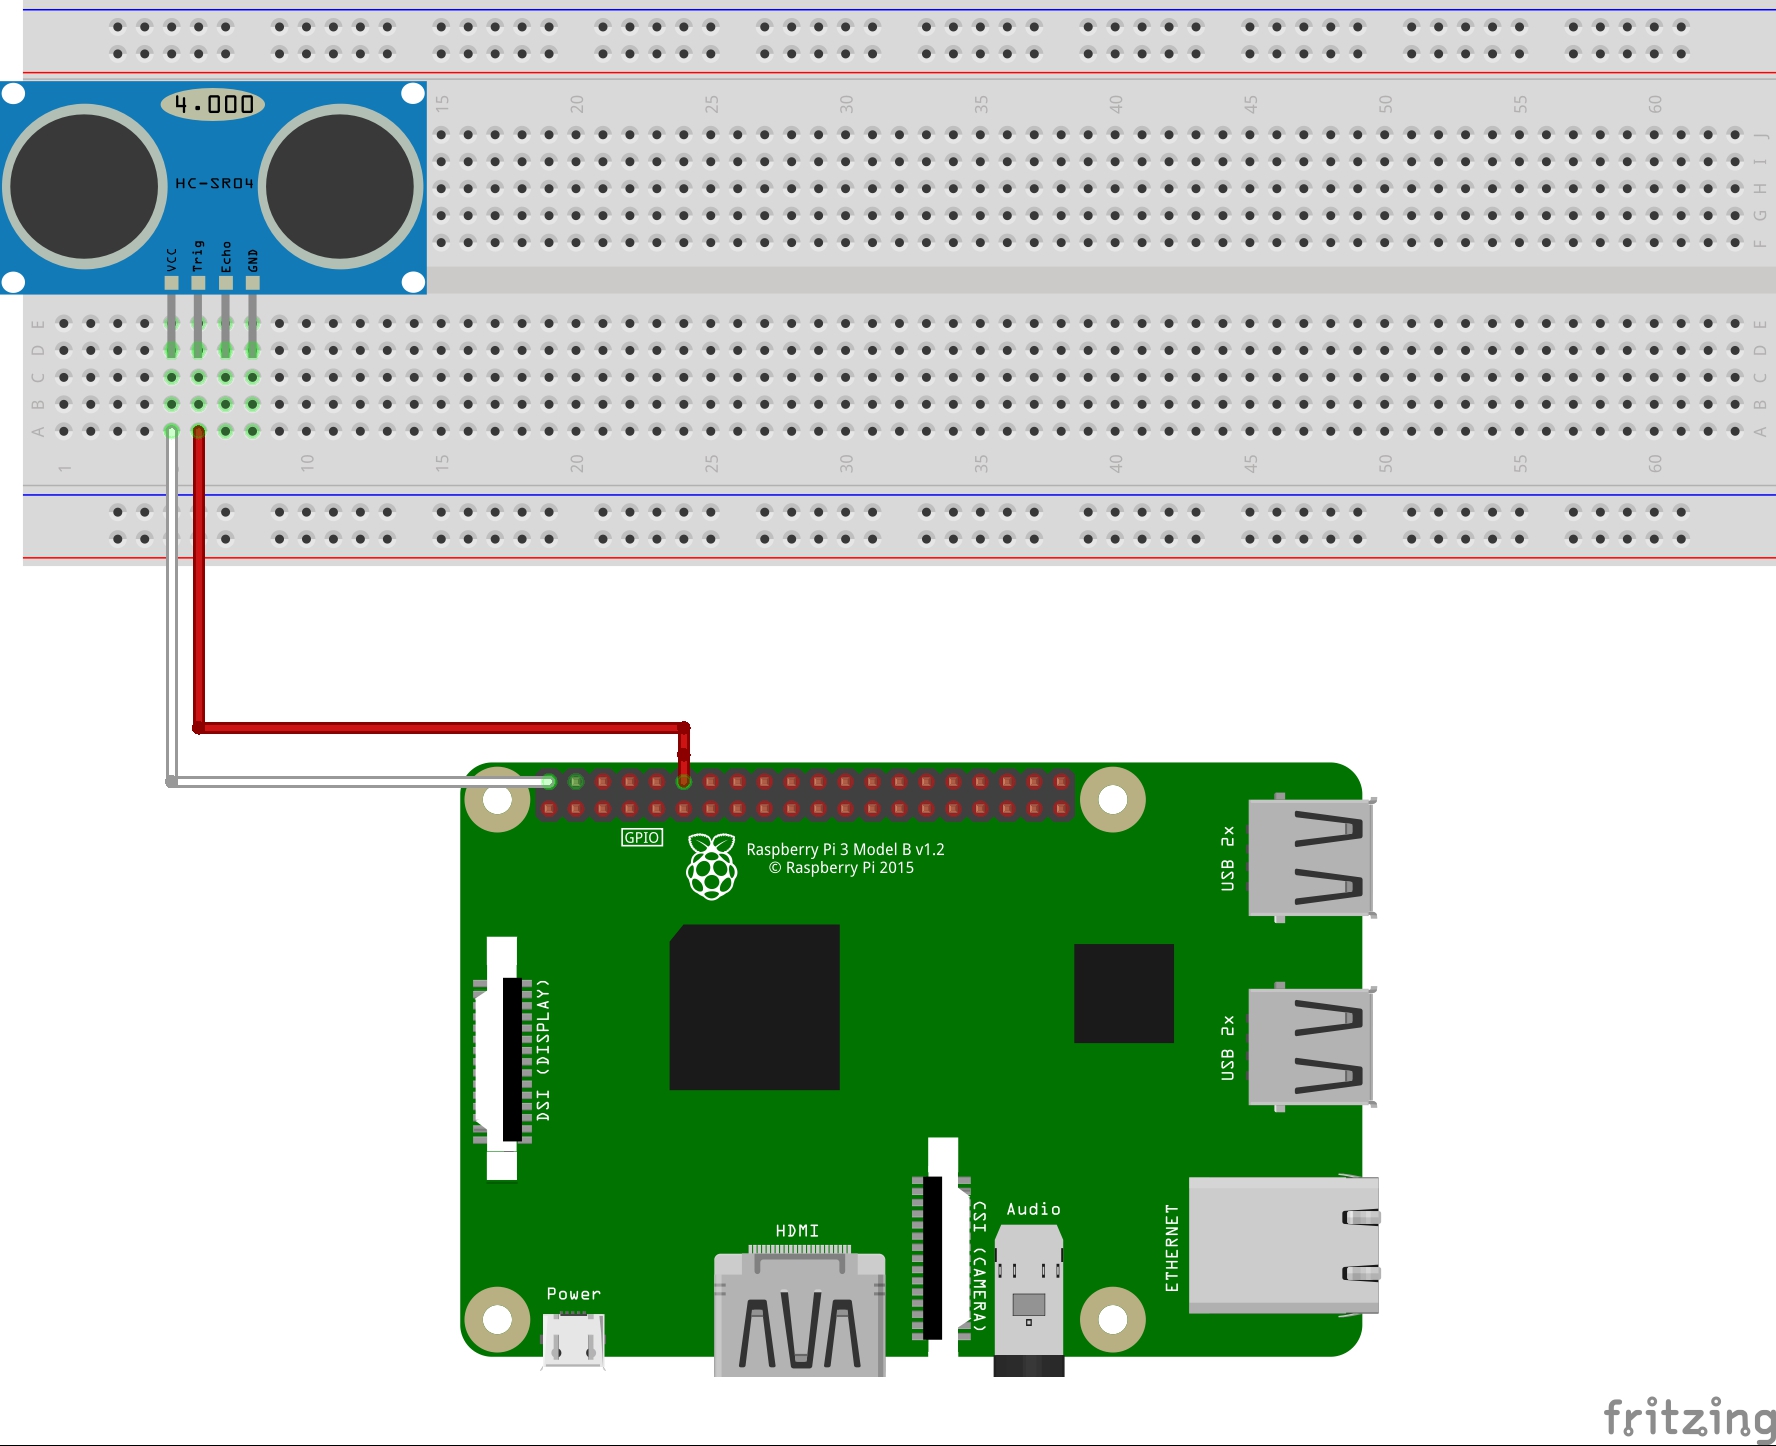 15 20 25 30 35 40 45 50 55 60
4.000
J
I
HC-SR04
H
G
F
VCC Trig Echo GND
E E
D D
C C
B B
A A
1 10 15 20 25 30 35 40 45 50 55 60
GPIO
Raspberry Pi 3 Model B v1.2
© Raspberry Pi 2015
USB 2x
DSI (DISPLAY)
USB 2x
HDMI
CSI (CAMERA)
Audio
ETHERNET
Power
fritzing